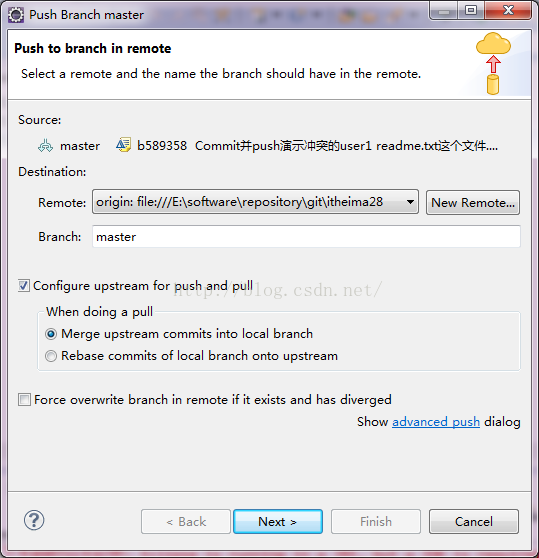 Push Branch master
Push to branch in remote
Select a remote and the name the branch should have in the remote.
Source:
master b589358 Commit并push演示冲突的user1 readme.txt这个文件....
Destination:
Remote: origin: file:///E:\software\repository\git\itheima28 New Remote...
Branch: master
Configure upstream for push and pull
http://blog.csdn.net/
When doing a pull
Merge upstream commits into local branch
Rebase commits of local branch onto upstream
Force overwrite branch in remote if it exists and has diverged
Show advanced push dialog
? < Back Next > Finish Cancel